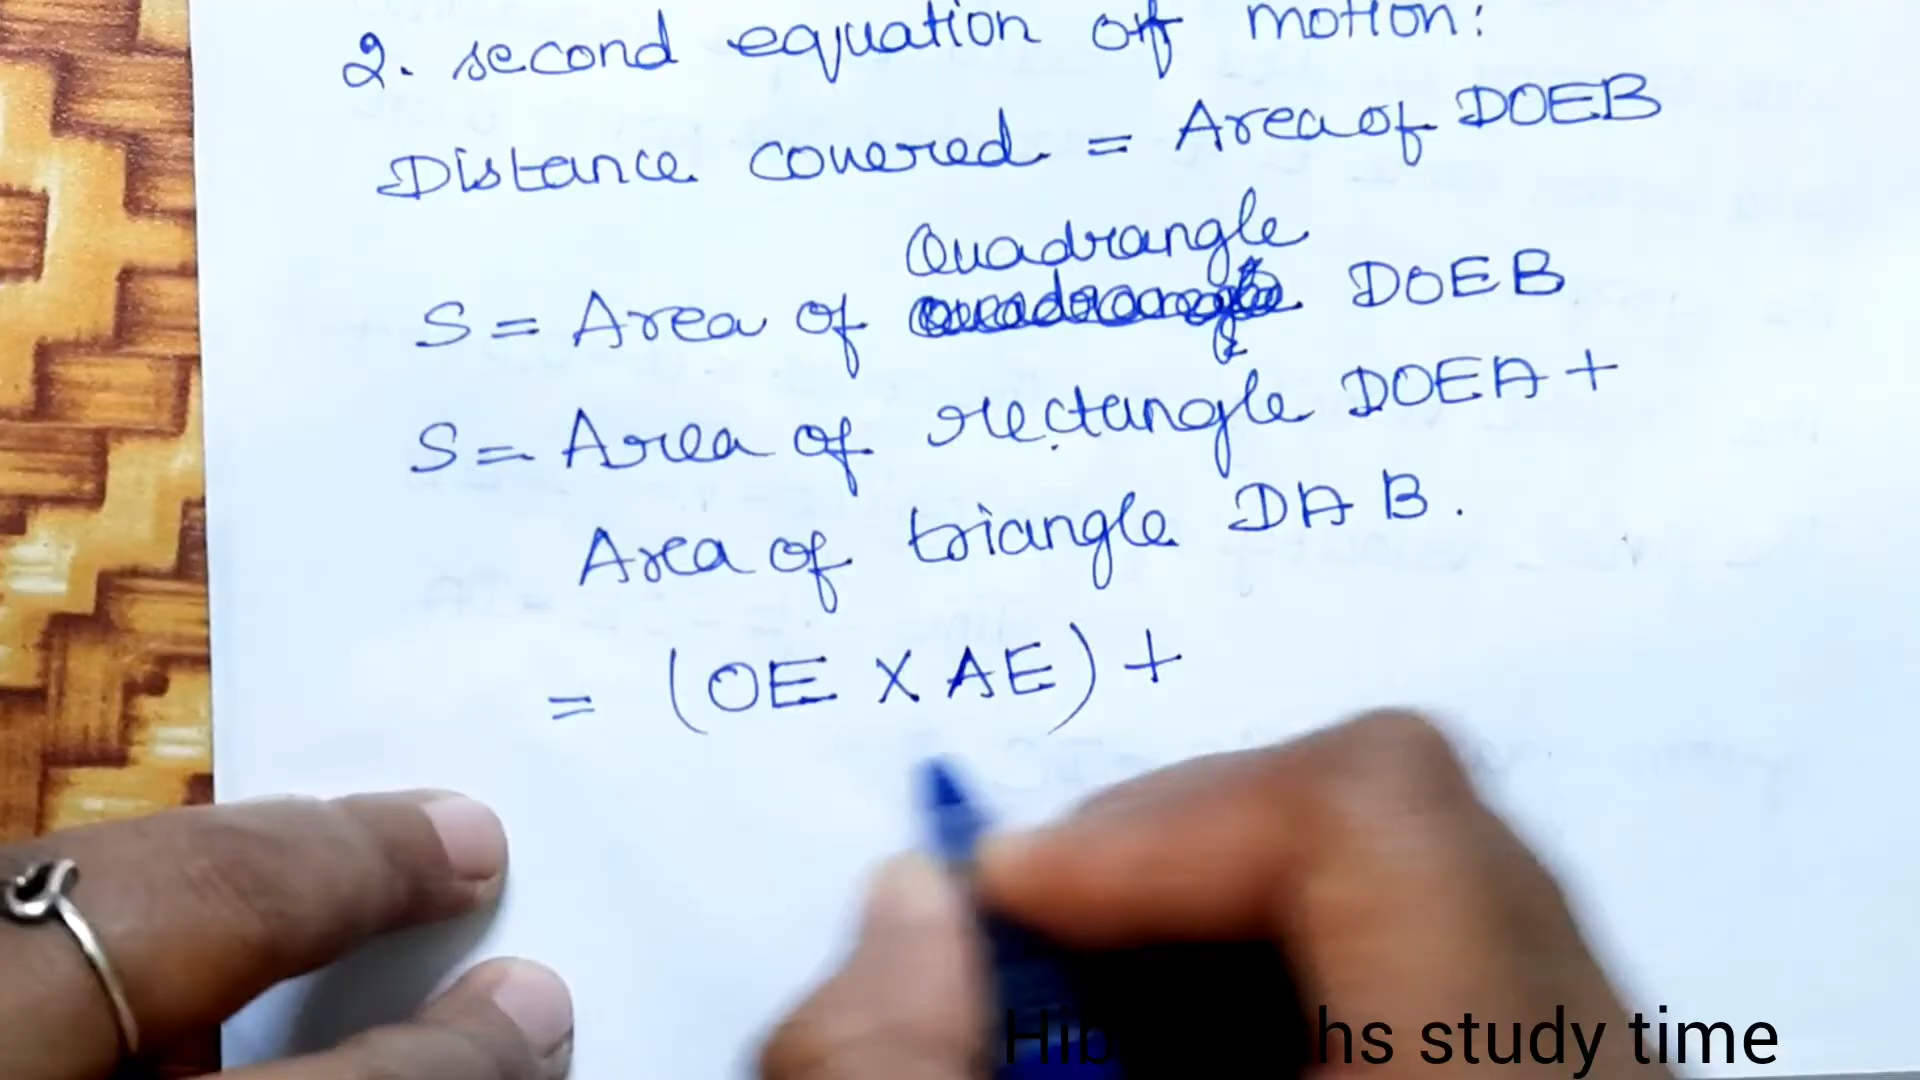 2. second equation of motion:
Distance covered = Area of DOEB
Quadrangle
S = Area of DOEB
S = Area of rectangle DOEA +
Area of triangle DAB.
= (OE X AE) +
study time